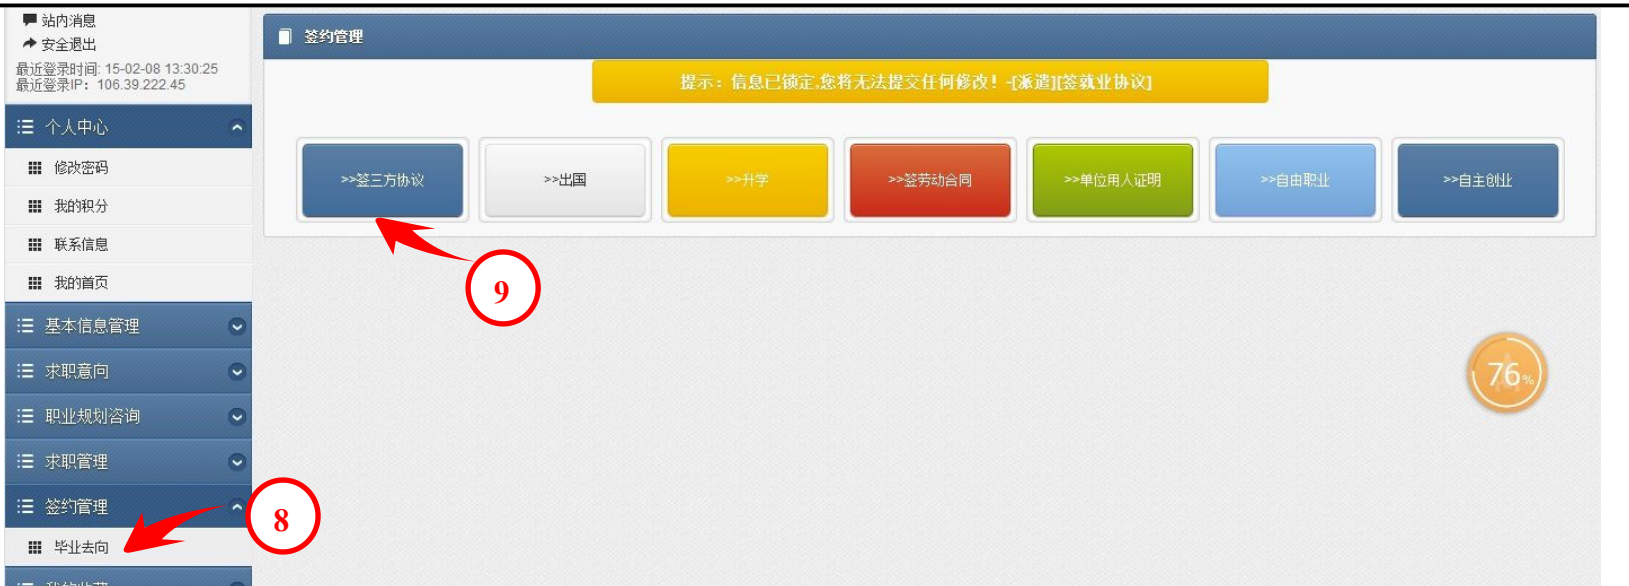 站内消息
安全退出
最近登录时间: 15-02-08 13:30:25
最近登录IP: 106.39.222.45
个人中心
修改密码
我的积分
联系信息
我的首页
基本信息管理
求职意向
职业规划咨询
求职管理
签约管理
毕业去向
签约管理
提示：信息已锁定,您将无法提交任何修改！-[派遣][签就业协议]
>>签三方协议
>>出国
>>升学
>>签劳动合同
>>单位用人证明
>>自由职业
>>自主创业
9
8
76%